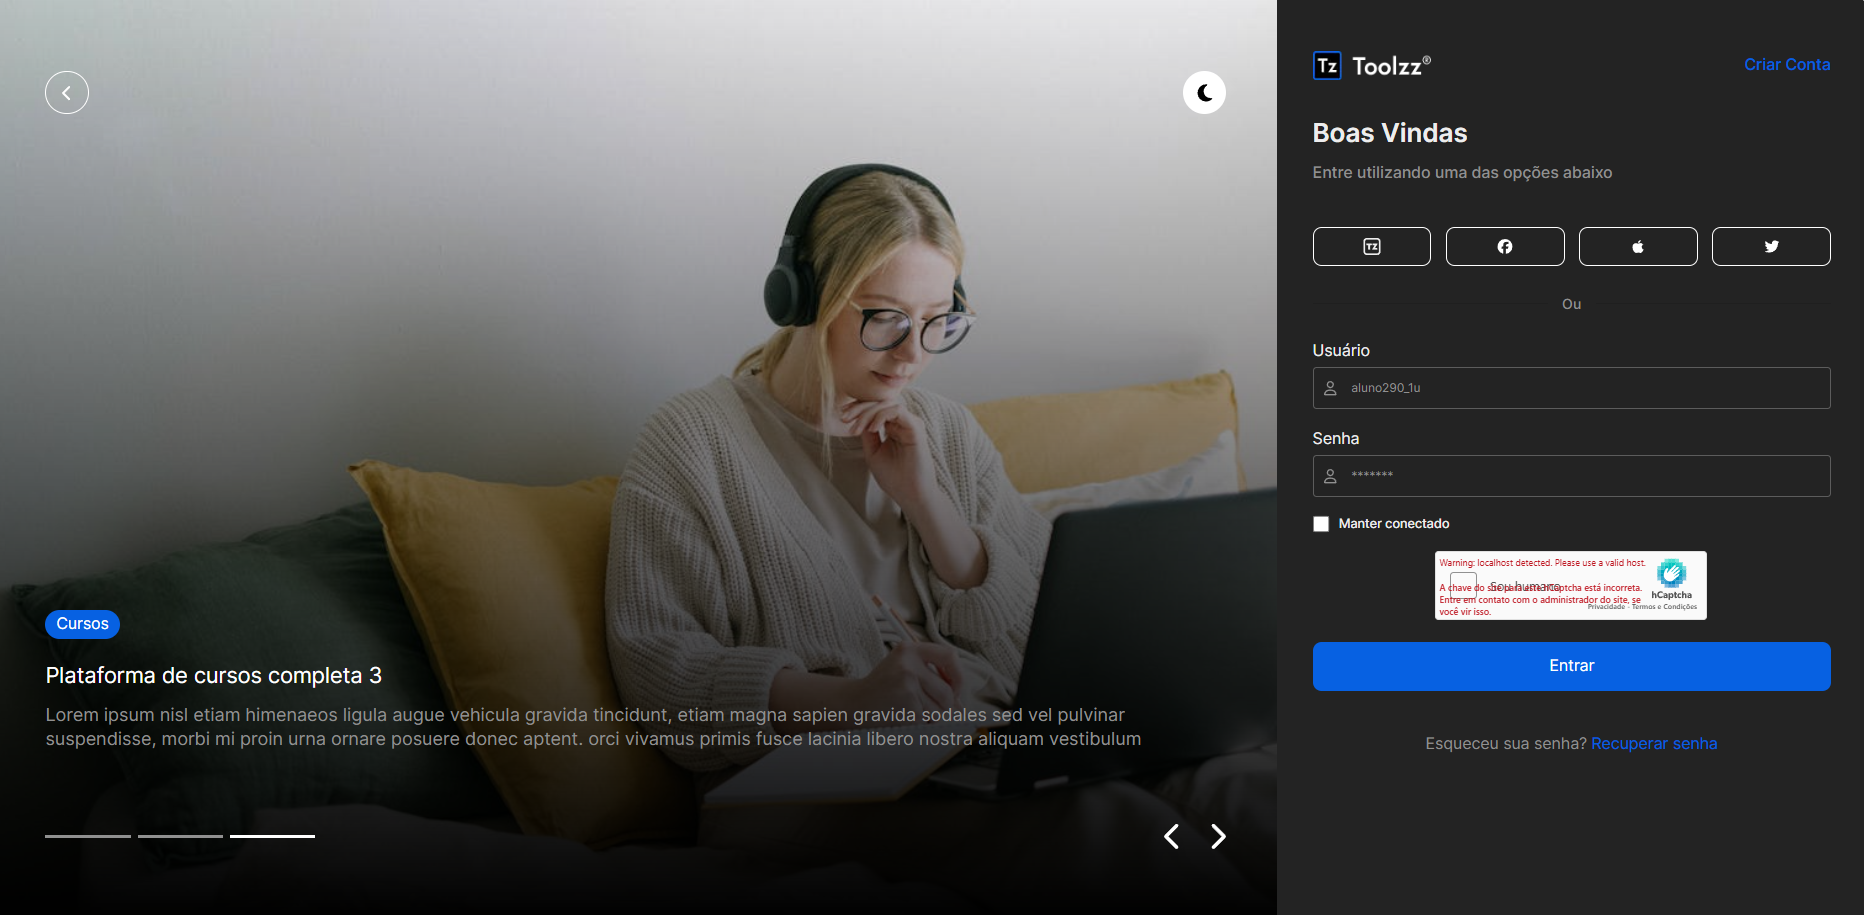 Cursos
Plataforma de cursos completa 3
Lorem ipsum nisl etiam himenaeos ligula augue vehicula gravida tincidunt, etiam magna sapien gravida sodales sed vel pulvinar
suspendisse, morbi mi proin urna ornare posuere donec aptent. orci vivamus primis fusce lacinia libero nostra aliquam vestibulum
Tz Toolzz®
Criar Conta
Boas Vindas
Entre utilizando uma das opções abaixo
TZ
Ou
Usuário
aluno290_1u
Senha
*******
Manter conectado
Warning: localhost detected. Please use a valid host.
Sou humano
A chave do site para este hCaptcha está incorreta.
Entre em contato com o administrador do site, se
você vir isso.
hCaptcha
Privacidade - Termos e Condições
Entrar
Esqueceu sua senha? Recuperar senha